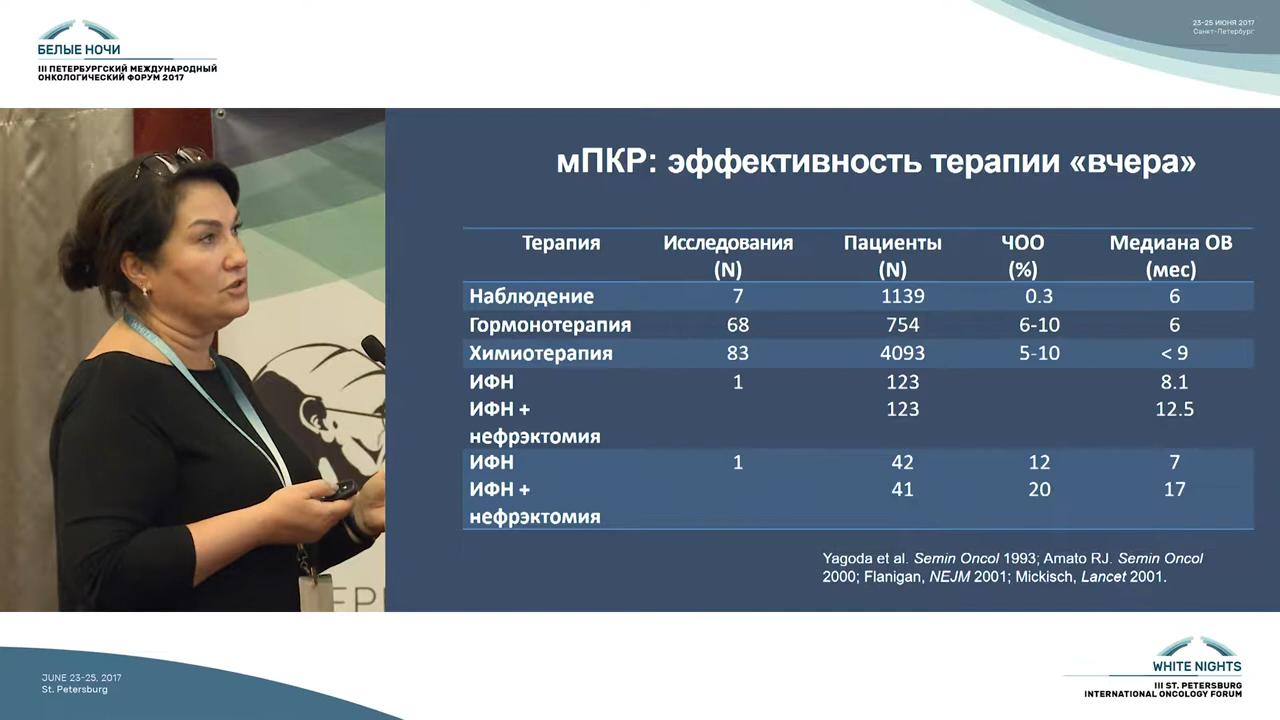 БЕЛЫЕ НОЧИ
III ПЕТЕРБУРГСКИЙ МЕЖДУНАРОДНЫЙ
ОНКОЛОГИЧЕСКИЙ ФОРУМ 2017
23-25 ИЮНЯ 2017
Санкт-Петербург
мПКР: эффективность терапии «вчера»
Терапия Исследования (N) Пациенты (N) ЧОО (%) Медиана ОВ (мес)
Наблюдение 7 1139 0.3 6
Гормонотерапия 68 754 6-10 6
Химиотерапия 83 4093 5-10 < 9
ИФН 1 123 8.1
ИФН + 123 12.5
нефрэктомия
ИФН 1 42 12 7
ИФН + 41 20 17
нефрэктомия
Yagoda et al. Semin Oncol 1993; Amato RJ. Semin Oncol
2000; Flanigan, NEJM 2001; Mickisch, Lancet 2001.
JUNE 23-25, 2017
St. Petersburg
WHITE NIGHTS
III ST. PETERSBURG
INTERNATIONAL ONCOLOGY FORUM